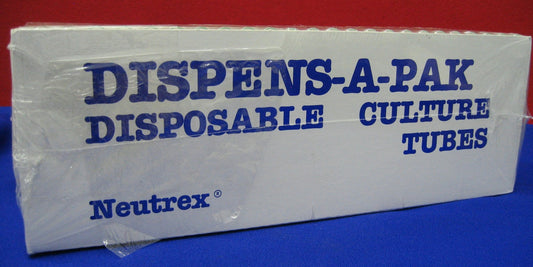 DISPENS-A-PAK
DISPOSABLE CULTURE
TUBES
Neutrex®